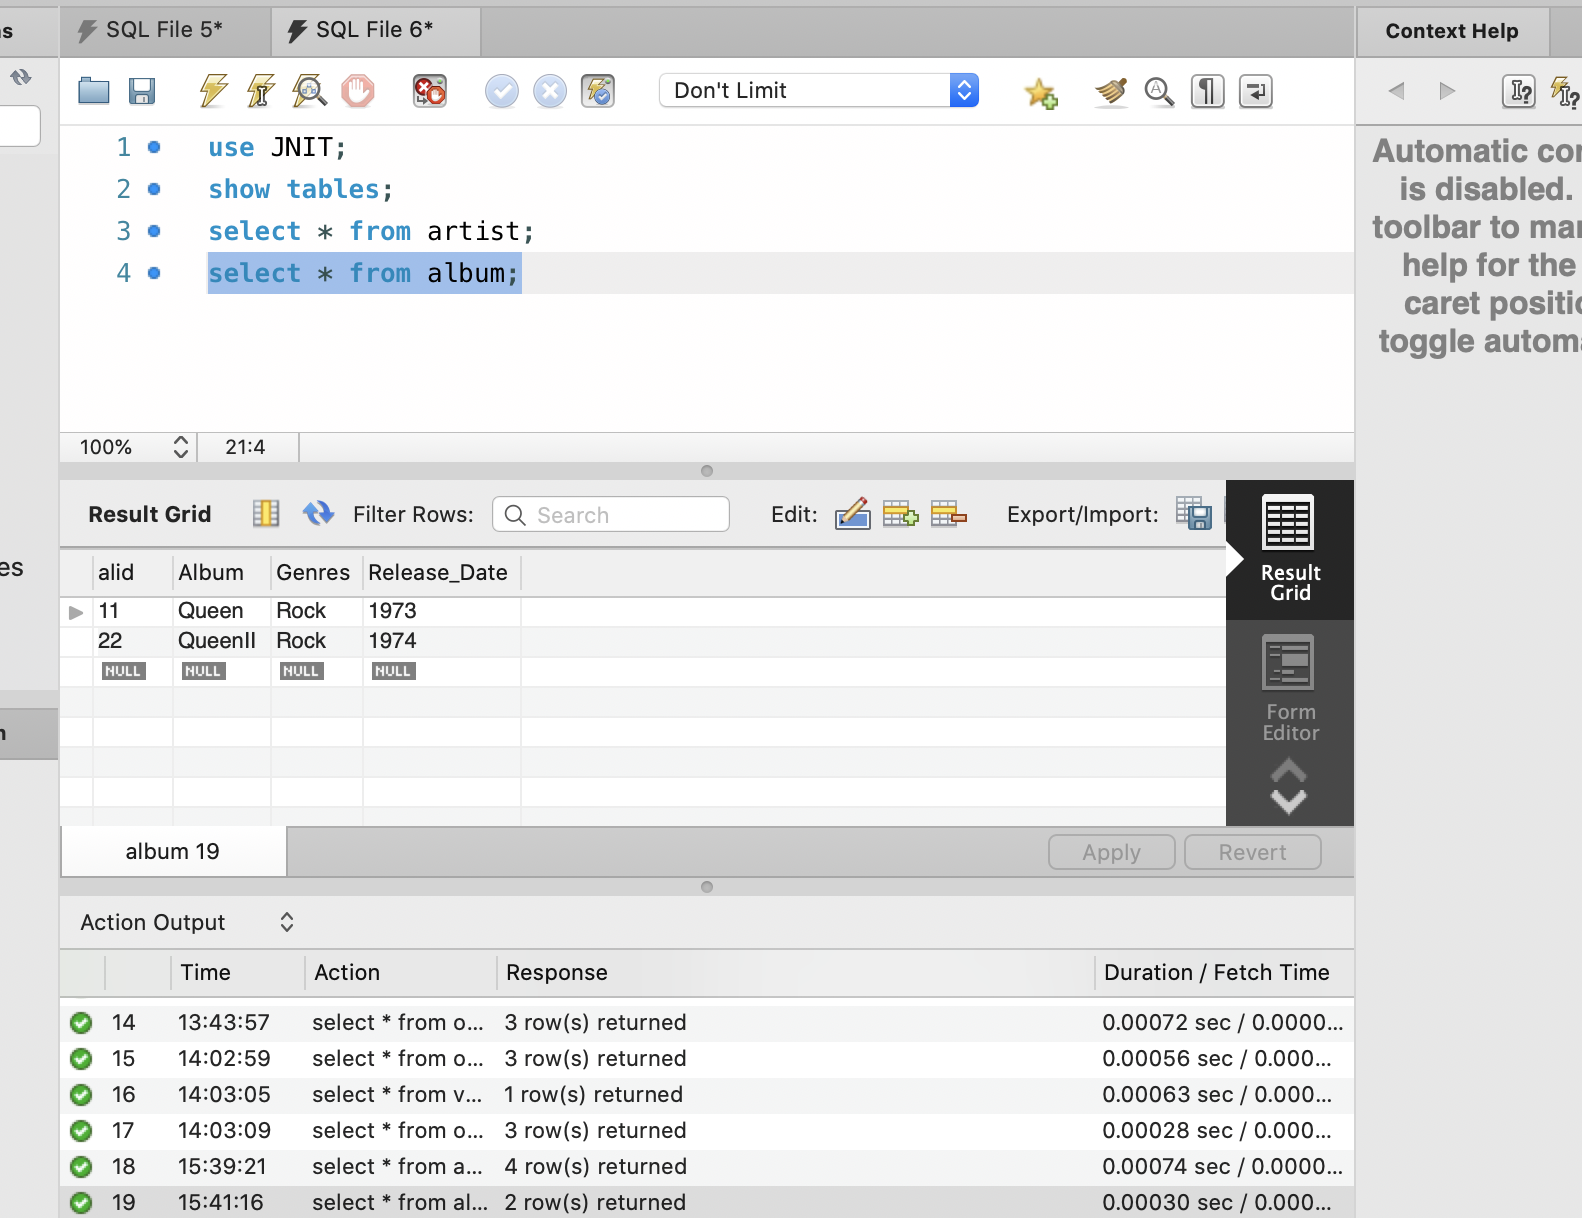 s
SQL File 5*
SQL File 6*
Context Help
Don't Limit
1 use JNIT;
2 show tables;
3 select * from artist;
4 select * from album;
Automatic con
is disabled.
toolbar to man
help for the
caret positio
toggle automa
100% 21:4
Result Grid Filter Rows: Search Edit: Export/Import:
es
n
alid Album Genres Release_Date
11 Queen Rock 1973
22 QueenII Rock 1974
NULL NULL NULL NULL
Result
Grid
Form
Editor
album 19
Apply Revert
Action Output
Time Action Response Duration / Fetch Time
14 13:43:57 select * from o... 3 row(s) returned 0.00072 sec / 0.0000...
15 14:02:59 select * from o... 3 row(s) returned 0.00056 sec / 0.000...
16 14:03:05 select * from v... 1 row(s) returned 0.00063 sec / 0.000...
17 14:03:09 select * from o... 3 row(s) returned 0.00028 sec / 0.000...
18 15:39:21 select * from a... 4 row(s) returned 0.00074 sec / 0.0000...
19 15:41:16 select * from al... 2 row(s) returned 0.00030 sec / 0.000...